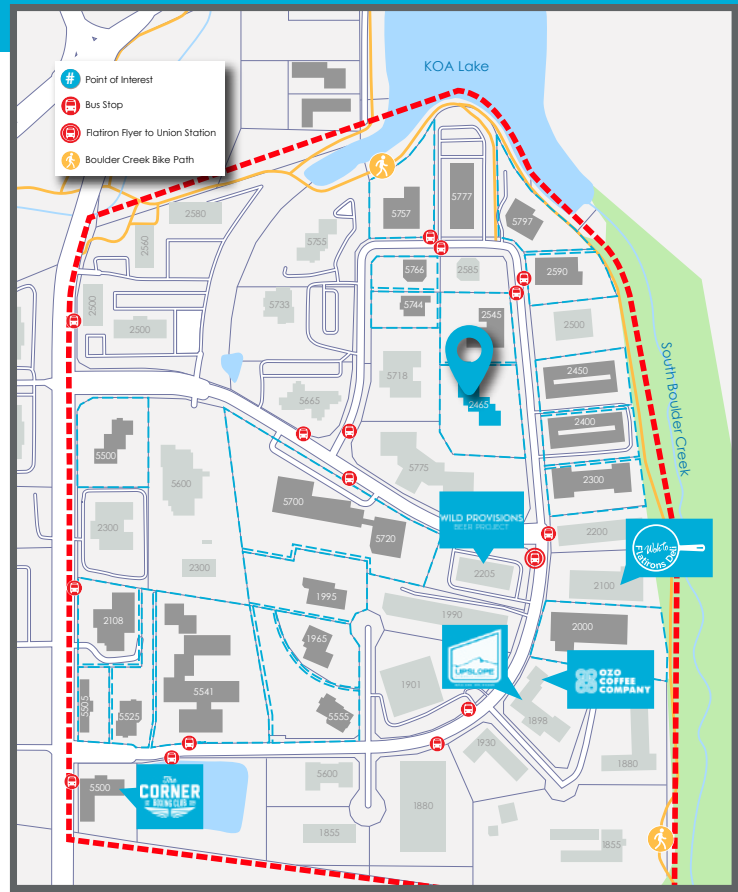 KOA Lake
#
Point of Interest
Bus Stop
Flatiron Flyer to Union Station
Boulder Creek Bike Path
2580
2560
5755
5757
5777
5797
2500
2500
5733
5766
2585
2590
5744
2545
2500
South Boulder Creek
5665
5718
2465
2450
2400
5500
5600
5775
2300
2300
5700
5720
WILD PROVISIONS
BEER PROJECT
2200
Wok To
Flatirons Deli
2300
2205
2100
1995
1990
2108
1965
2000
UPSLOPE
OZO
COFFEE
COMPANY
5505
5525
5541
5555
1901
1898
1930
5500
The
CORNER
BOXING CLUB
5600
1880
1880
1855
1855